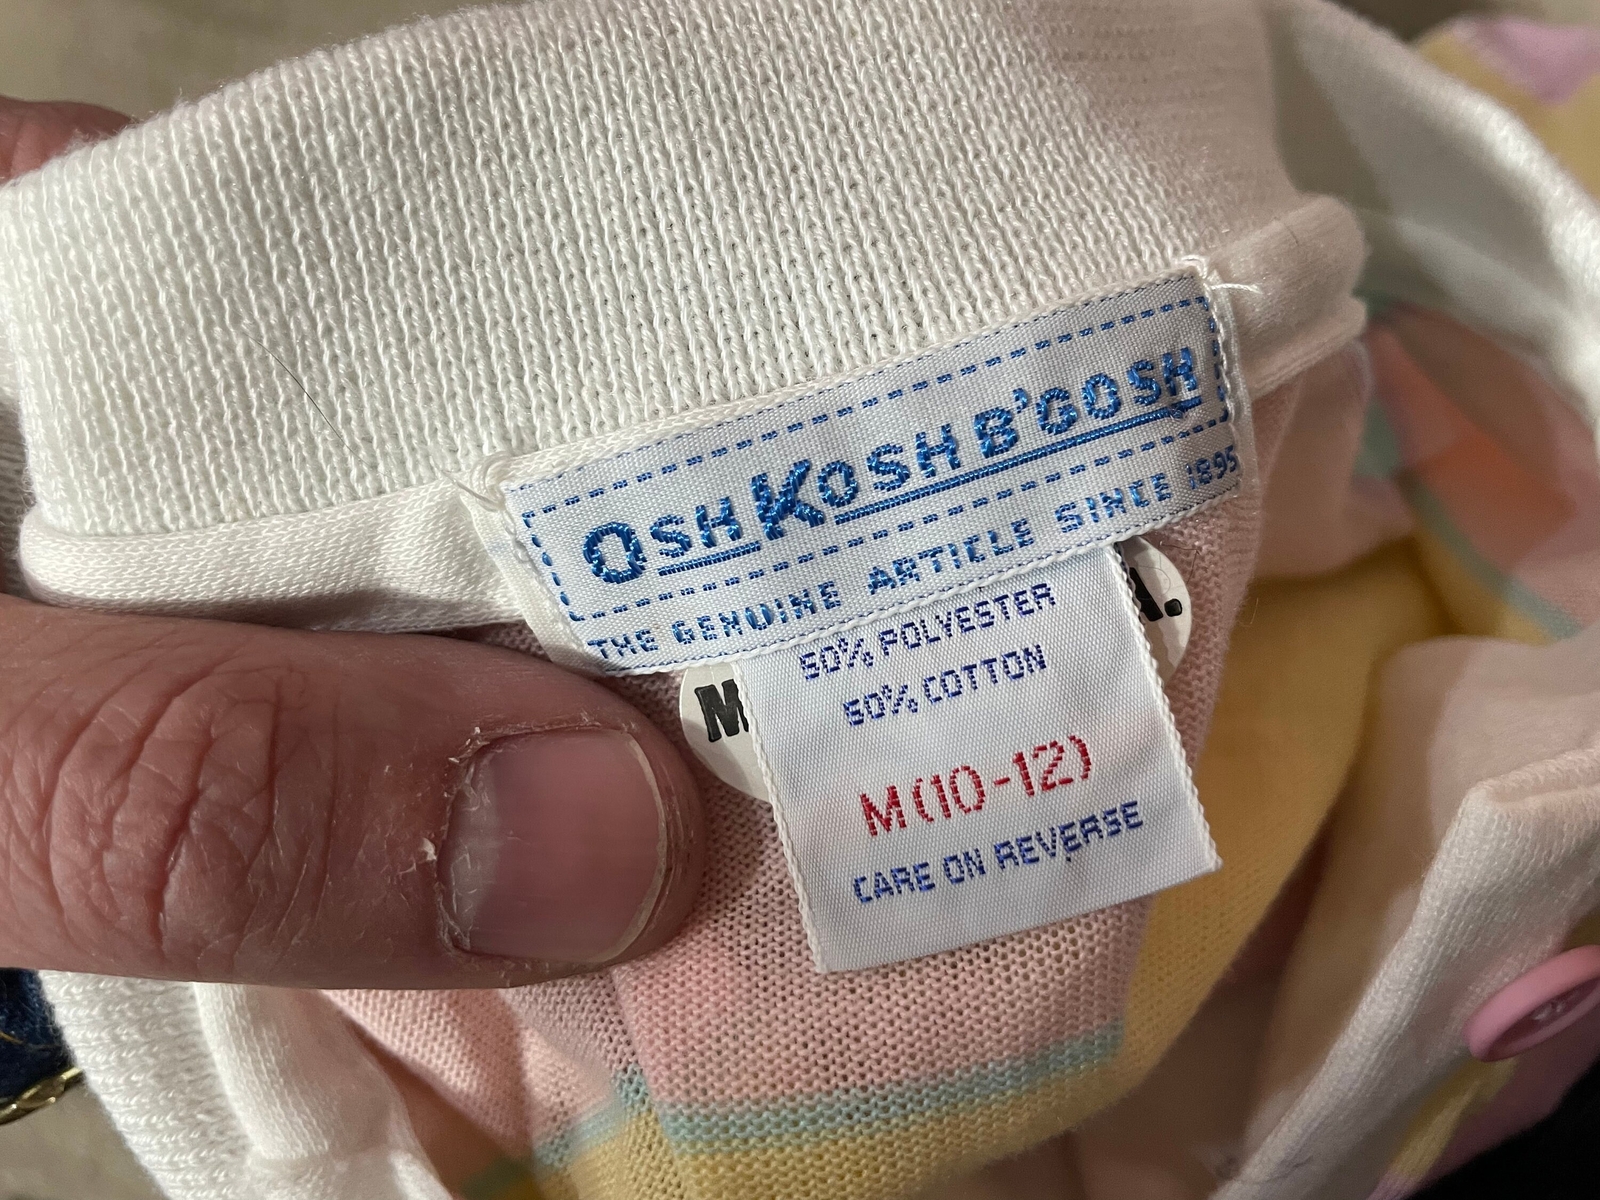 OSHKOSH B'GOSH
THE GENUINE ARTICLE SINCE 1895
50% POLYESTER
50% COTTON
M(10-12)
CARE ON REVERSE